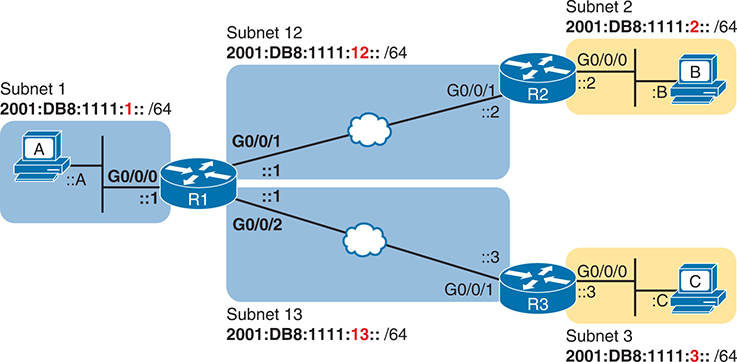 Subnet 12
2001:DB8:1111:12:: /64
Subnet 2
2001:DB8:1111:2:: /64
Subnet 1
2001:DB8:1111:1:: /64
A
::A
G0/0/0
::1
R1
G0/0/1
::1
G0/0/1
::2
R2
G0/0/0
::2
B
:B
::1
G0/0/2
::3
G0/0/1
R3
G0/0/0
::3
C
:C
Subnet 13
2001:DB8:1111:13:: /64
Subnet 3
2001:DB8:1111:3:: /64